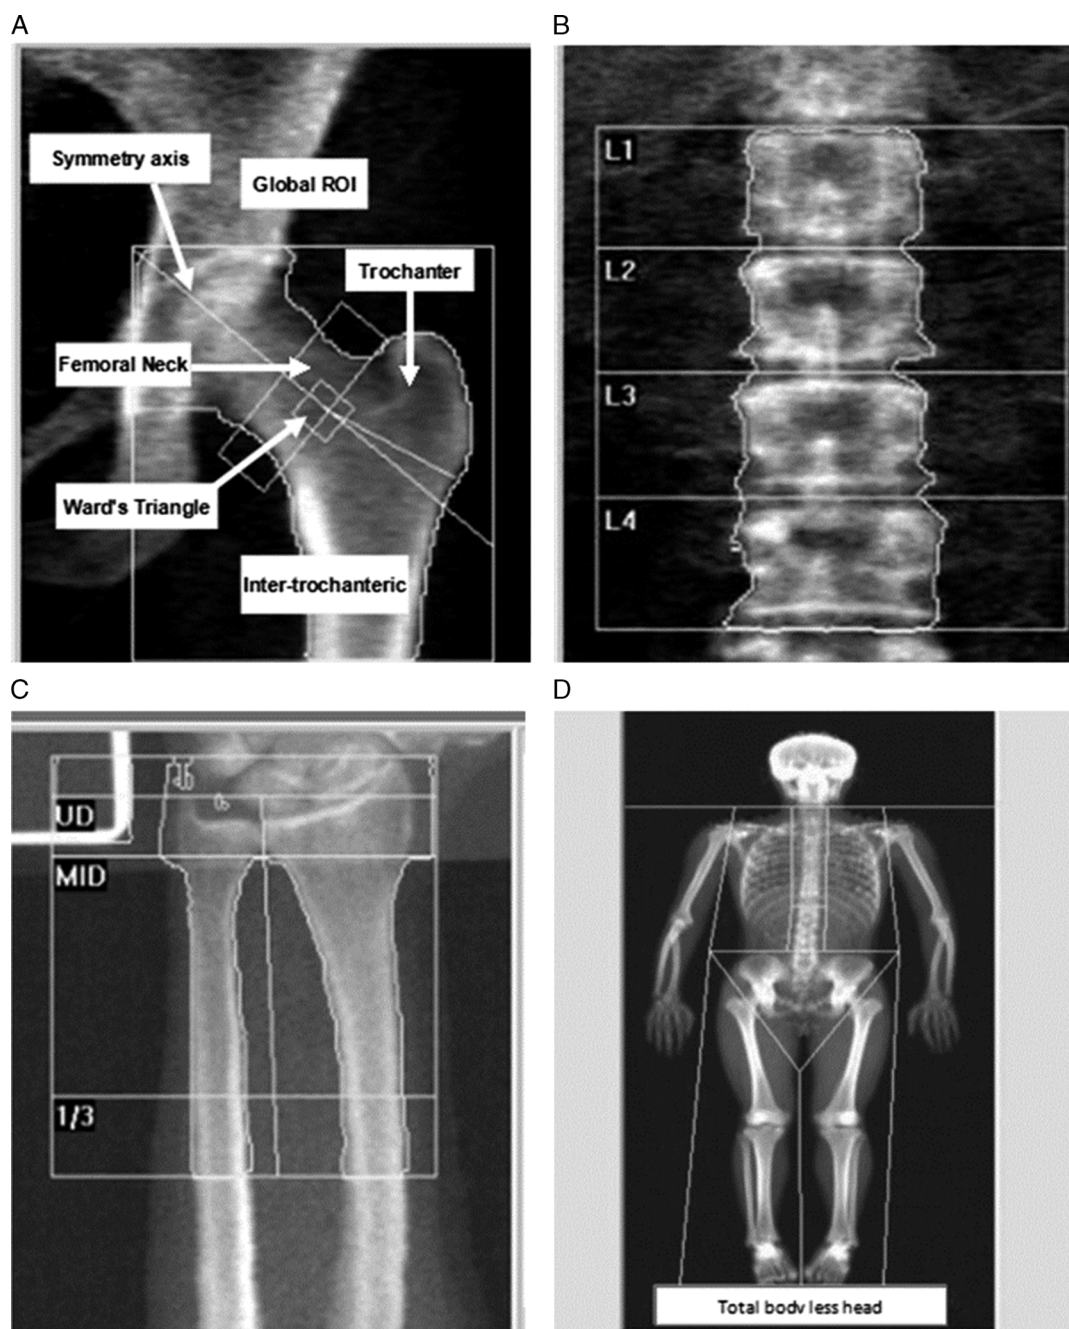 A
B
Symmetry axis
Global ROI
Trochanter
Femoral Neck
Ward's Triangle
Inter-trochanteric
L1
L2
L3
L4
C
D
UD
MID
1/3
Total body less head